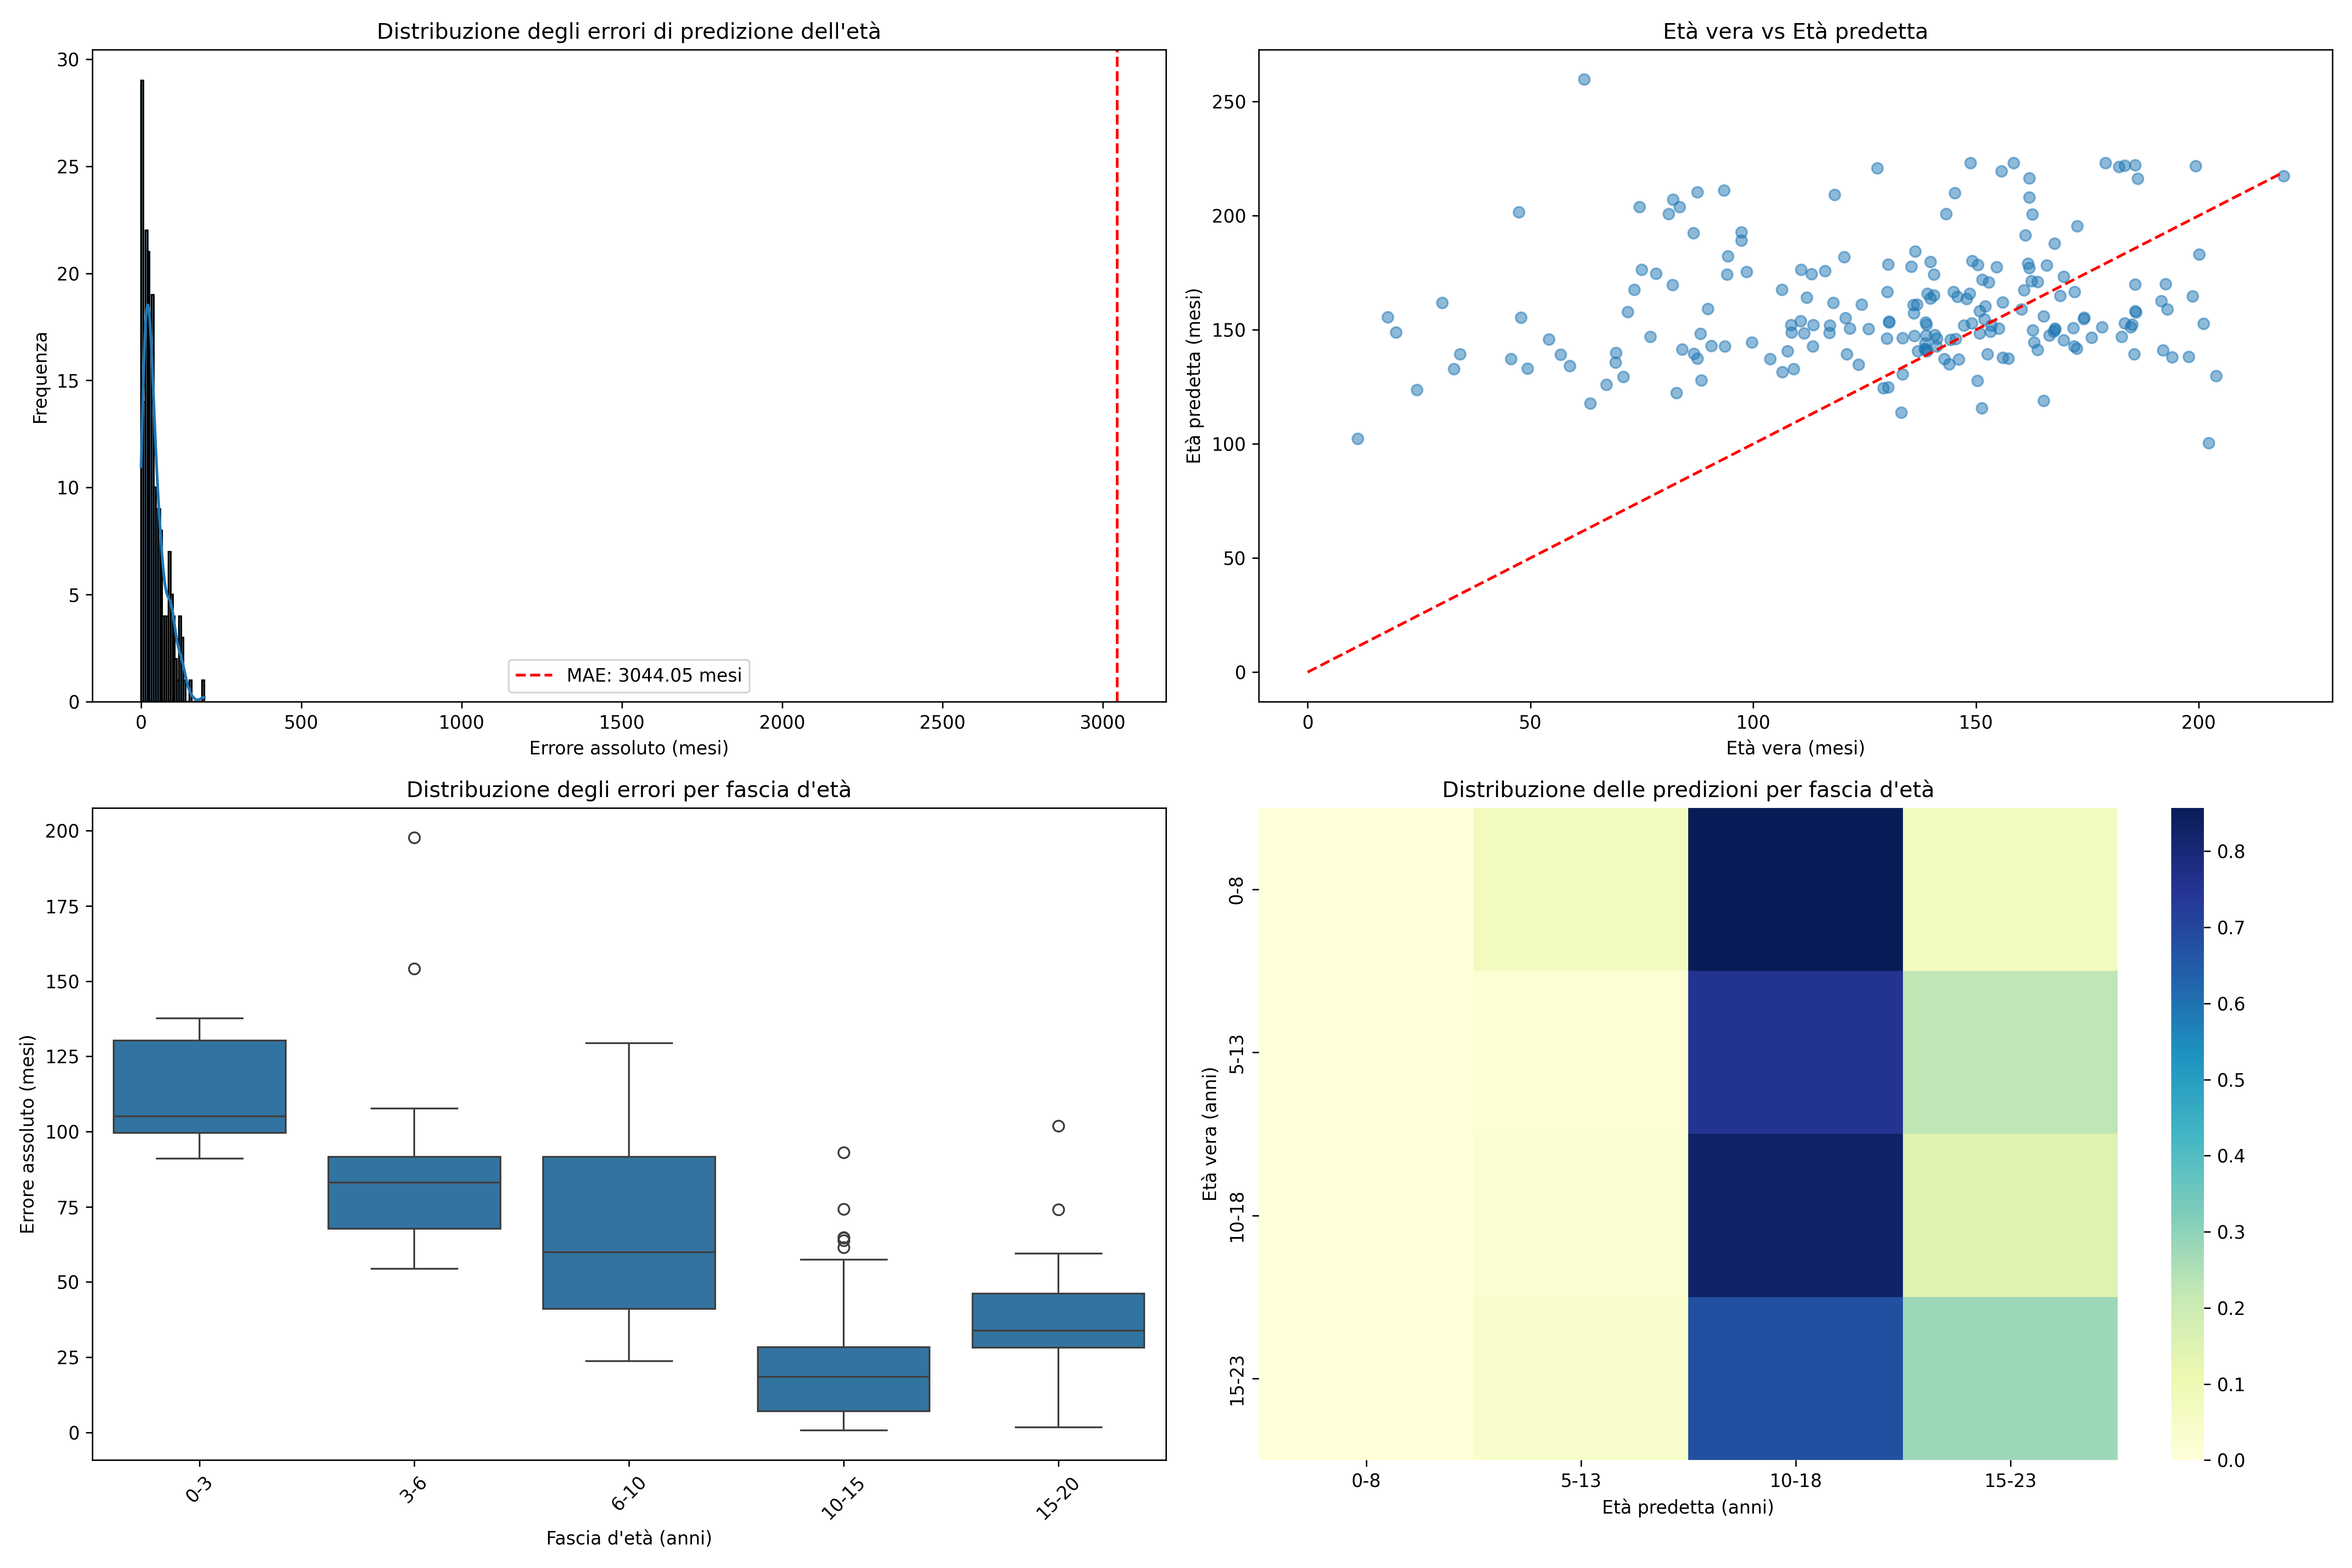 Distribuzione degli errori di predizione dell'età
Frequenza
30
25
20
15
10
5
0
MAE: 3044.05 mesi
0 500 1000 1500 2000 2500 3000
Errore assoluto (mesi)
Età vera vs Età predetta
Età predetta (mesi)
250
200
150
100
50
0
0 50 100 150 200
Età vera (mesi)
Distribuzione degli errori per fascia d'età
Errore assoluto (mesi)
200
175
150
125
100
75
50
25
0
0-3 3-6 6-10 10-15 15-20
Fascia d'età (anni)
Distribuzione delle predizioni per fascia d'età
Età vera (anni)
0-8
5-13
10-18
15-23
0-8 5-13 10-18 15-23
Età predetta (anni)
0.8
0.7
0.6
0.5
0.4
0.3
0.2
0.1
0.0